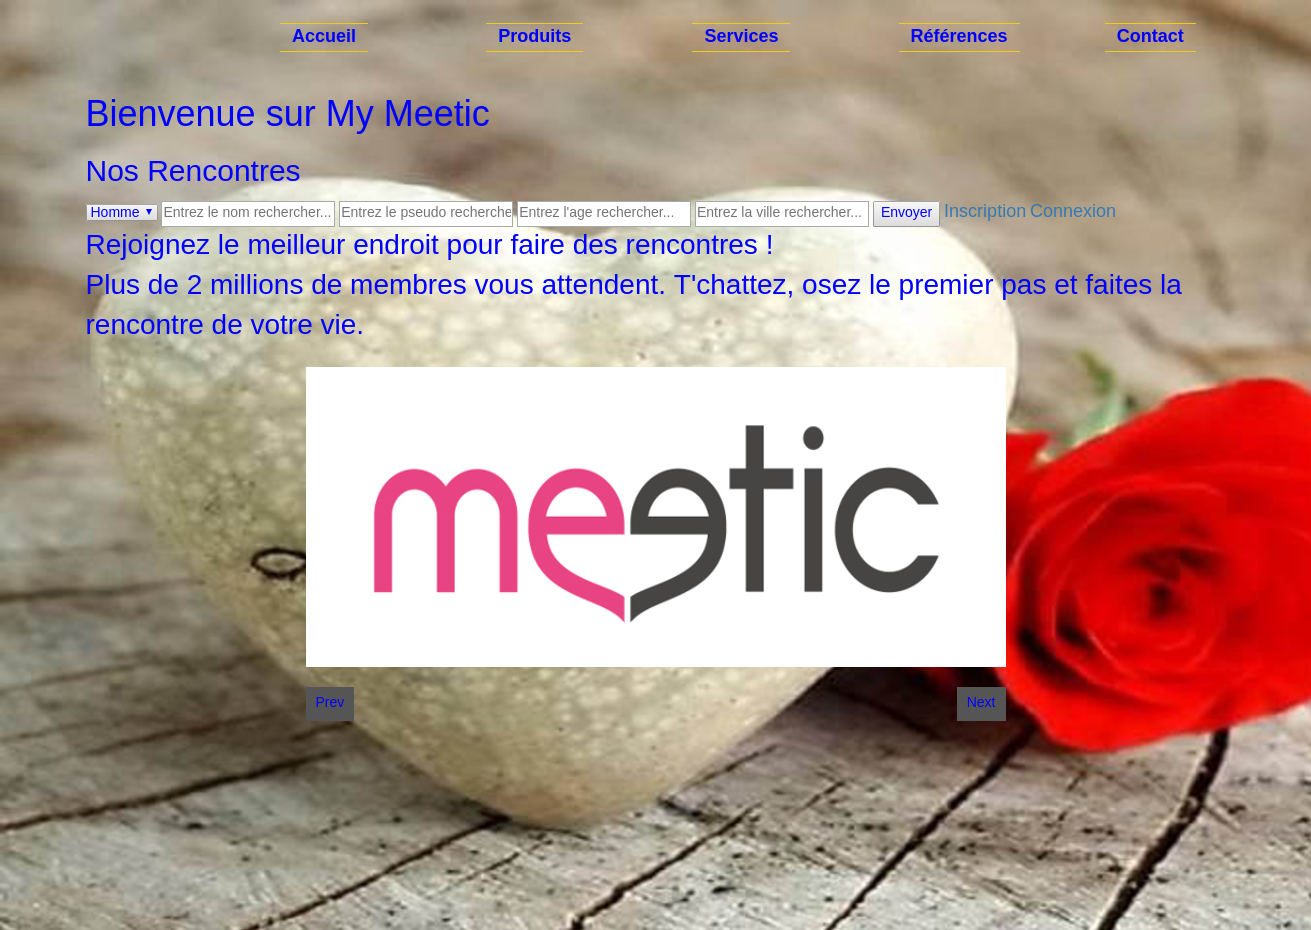 Accueil Produits Services Références Contact
Bienvenue sur My Meetic
Nos Rencontres
Homme Entrez le nom rechercher... Entrez le pseudo recherche Entrez l'age rechercher... Entrez la ville rechercher... Envoyer Inscription Connexion
Rejoignez le meilleur endroit pour faire des rencontres !
Plus de 2 millions de membres vous attendent. T'chattez, osez le premier pas et faites la
rencontre de votre vie.
meetic
Prev Next